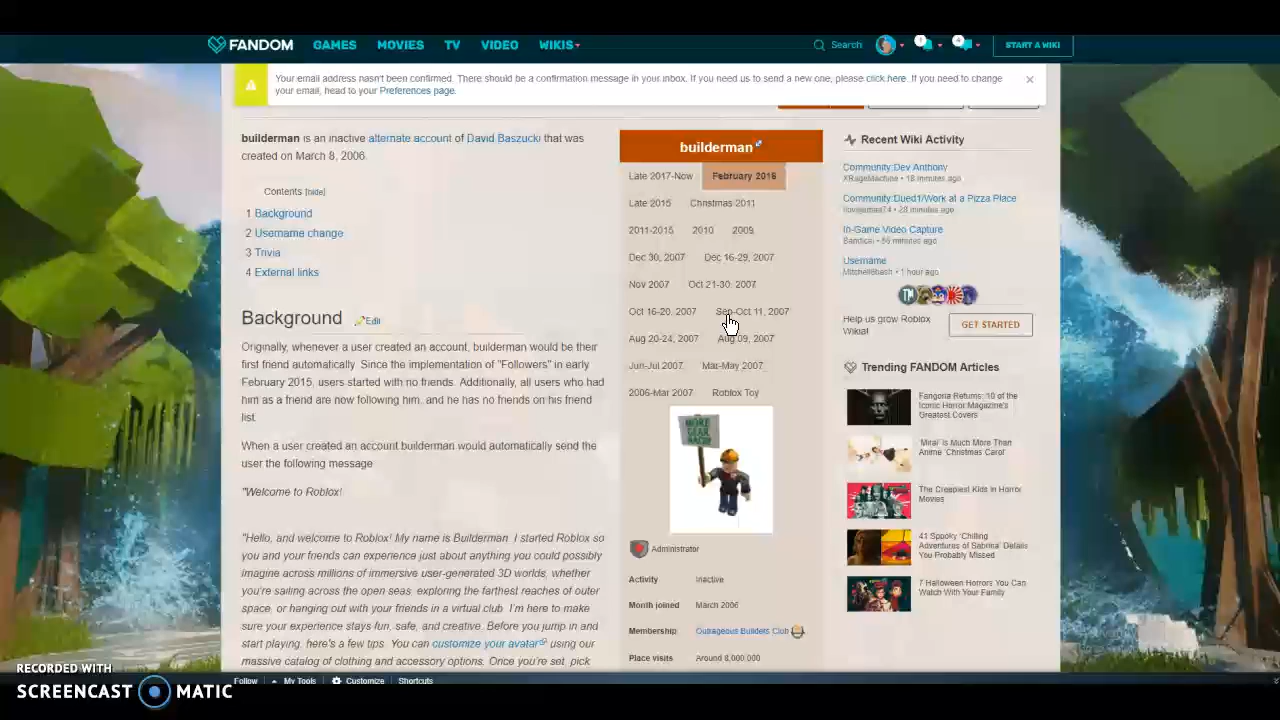 FANDOM GAMES MOVIES TV VIDEO WIKIS Search START A WIKI
Your email address hasn't been confirmed. There should be a confirmation message in your inbox. If you need us to send a new one, please click here. If you need to change
your email, head to your Preferences page.
builderman is an inactive alternate account of David Baszucki that was
created on March 8, 2006.
Contents [hide]
1 Background
2 Username change
3 Trivia
4 External links
Background Edit
Originally, whenever a user created an account, builderman would be their
first friend automatically. Since the implementation of "Followers" in early
February 2015, users started with no friends. Additionally, all users who had
him as a friend are now following him, and he has no friends on his friend
list.
When a user created an account builderman would automatically send the
user the following message
"Welcome to Roblox!
"Hello, and welcome to Roblox! My name is Builderman. I started Roblox so
you and your friends can experience just about anything you could possibly
imagine across millions of immersive user-generated 3D worlds, whether
you're sailing across the open seas, exploring the farthest reaches of outer
space, or hanging out with your friends in a virtual club. I'm here to make
sure your experience stays fun, safe, and creative. Before you jump in and
start playing, here's a few tips. You can customize your avatar using our
massive catalog of clothing and accessory options. Once you're set, pick
builderman
Late 2017-Now February 2016
Late 2015 Christmas 2011
2011-2015 2010 2009
Dec 30, 2007 Dec 16-29, 2007
Nov 2007 Oct 21-30, 2007
Oct 16-20, 2007 Sep-Oct 11, 2007
Aug 20-24, 2007 Aug 09, 2007
Jun-Jul 2007 Mar-May 2007
2006-Mar 2007 Roblox Toy
MORE
GEAR
Administrator
Activity Inactive
Month joined March 2006
Membership Outrageous Builders Club
Place visits Around 8,000,000
Recent Wiki Activity
Community:Dev Anthony
XRageMachine • 18 minutes ago
Community:Dued1/Work at a Pizza Place
• 28 minutes ago
In-Game Video Capture
Bandicai • 56 minutes ago
Username
MitchellBash • 1 hour ago
Help us grow Roblox
Wikia!
GET STARTED
Trending FANDOM Articles
Fangoria Returns: 10 of the
Iconic Horror Magazine's
Greatest Covers
'Mirai' Is Much More Than
Anime 'Christmas Carol'
The Creepiest Kids in Horror
Movies
41 Spooky 'Chilling
Adventures of Sabrina' Details
You Probably Missed
7 Halloween Horrors You Can
Watch With Your Family
Follow My Tools Customize Shortcuts
RECORDED WITH
SCREENCAST MATIC